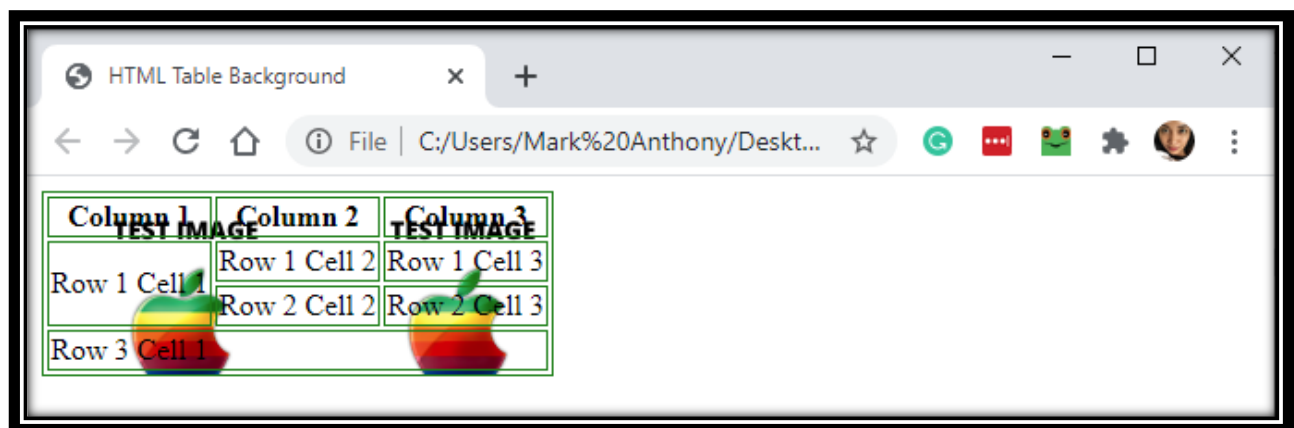 HTML Table Background
File C:/Users/Mark%20Anthony/Deskt...
Column 1 Column 2 Column 3
TEST IMAGE TEST IMAGE
Row 1 Cell 1 Row 1 Cell 2 Row 1 Cell 3
Row 2 Cell 2 Row 2 Cell 3
Row 3 Cell 1